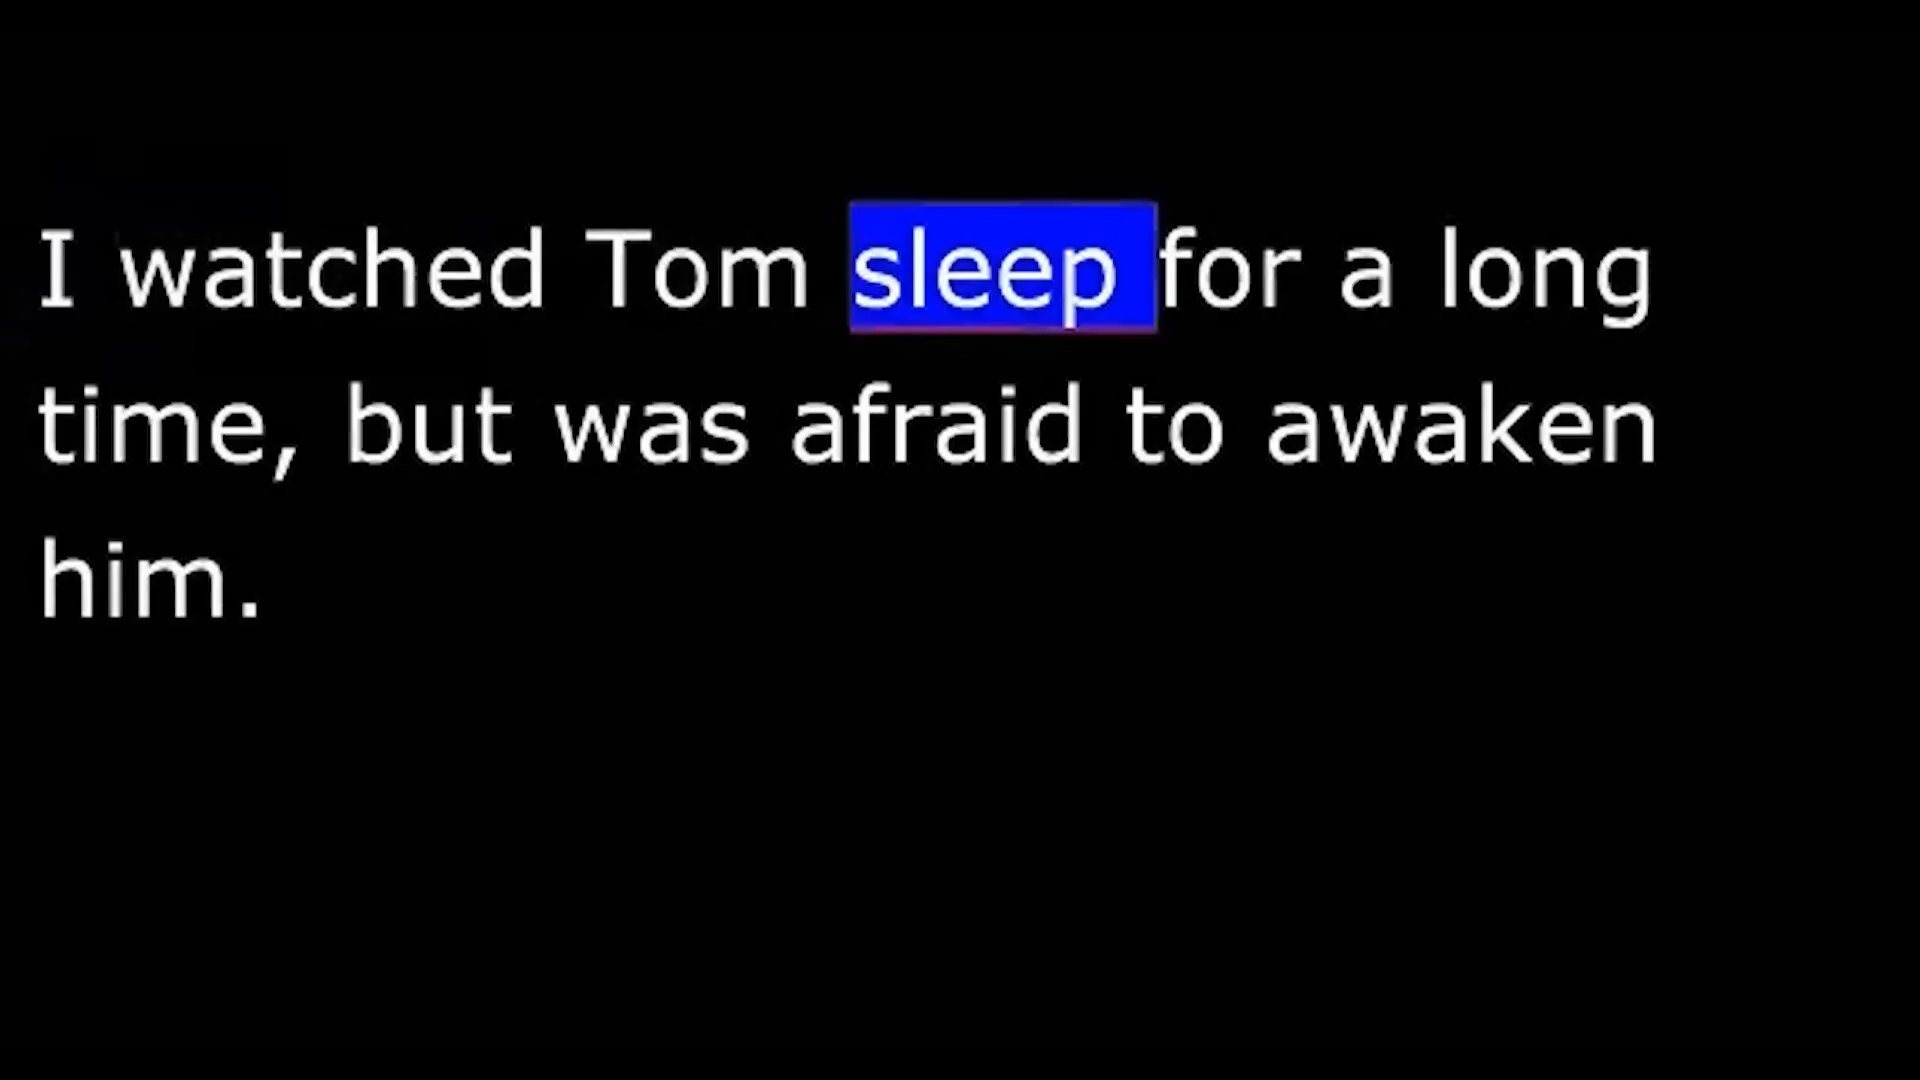 I watched Tom sleep for a long
time, but was afraid to awaken
him.